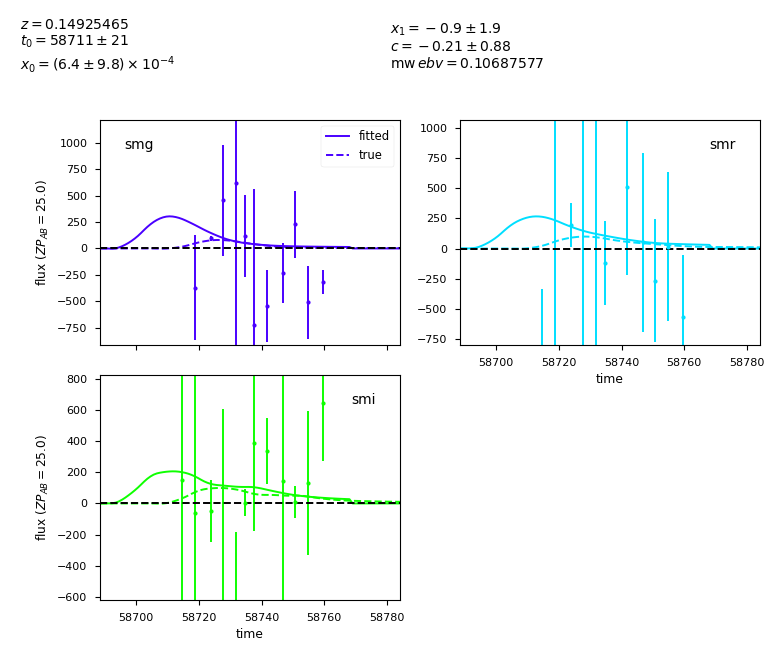 z = 0.14925465
t₀ = 58711 ± 21
x₀ = (6.4 ± 9.8) × 10⁻⁴
x₁ = −0.9 ± 1.9
c = −0.21 ± 0.88
mw ebv = 0.10687577
smg
fitted
true
1000
750
500
250
0
−250
−500
−750
flux (ZP_AB = 25.0)
smr
1000
750
500
250
0
−250
−500
−750
58700 58720 58740 58760 58780
time
smi
800
600
400
200
0
−200
−400
−600
flux (ZP_AB = 25.0)
58700 58720 58740 58760 58780
time